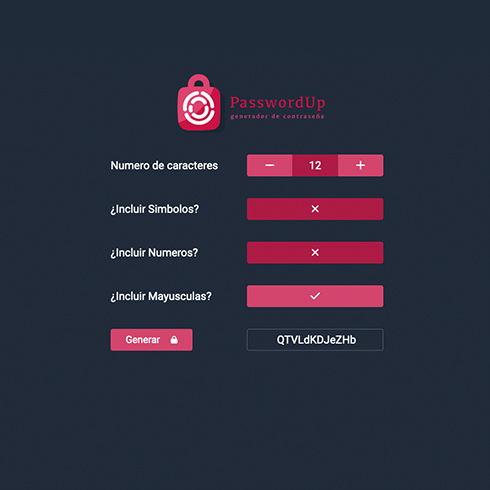 PasswordUp
generador de contraseña
Numero de caracteres
12
¿Incluir Simbolos?
¿Incluir Numeros?
¿Incluir Mayusculas?
Generar
QTVLdKDJeZHb